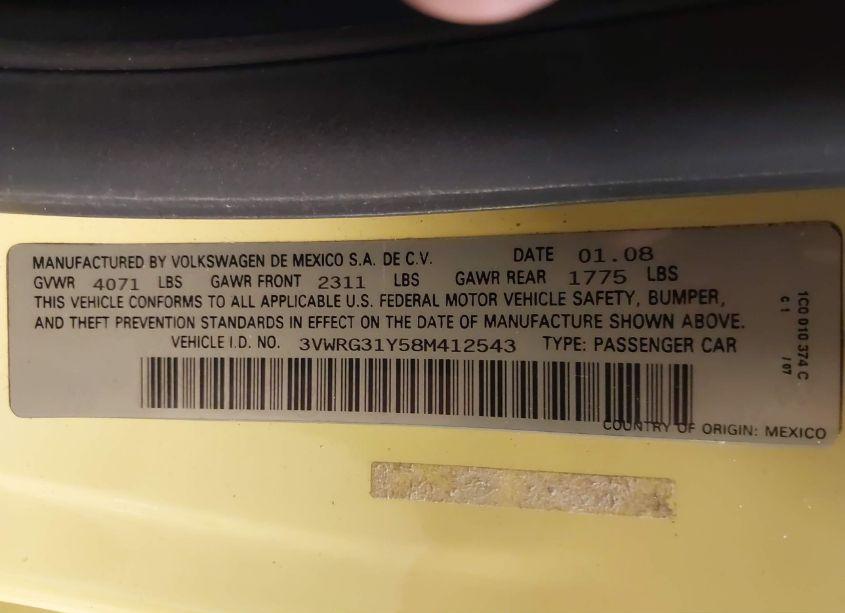 MANUFACTURED BY VOLKSWAGEN DE MEXICO S.A. DE C.V. DATE 01.08
GVWR 4071 LBS GAWR FRONT 2311 LBS GAWR REAR 1775 LBS
THIS VEHICLE CONFORMS TO ALL APPLICABLE U.S. FEDERAL MOTOR VEHICLE SAFETY, BUMPER,
AND THEFT PREVENTION STANDARDS IN EFFECT ON THE DATE OF MANUFACTURE SHOWN ABOVE.
VEHICLE I.D. NO. 3VWRG31Y58M412543 TYPE: PASSENGER CAR
COUNTRY OF ORIGIN: MEXICO
1C0 010 374 C
C 1 / 07